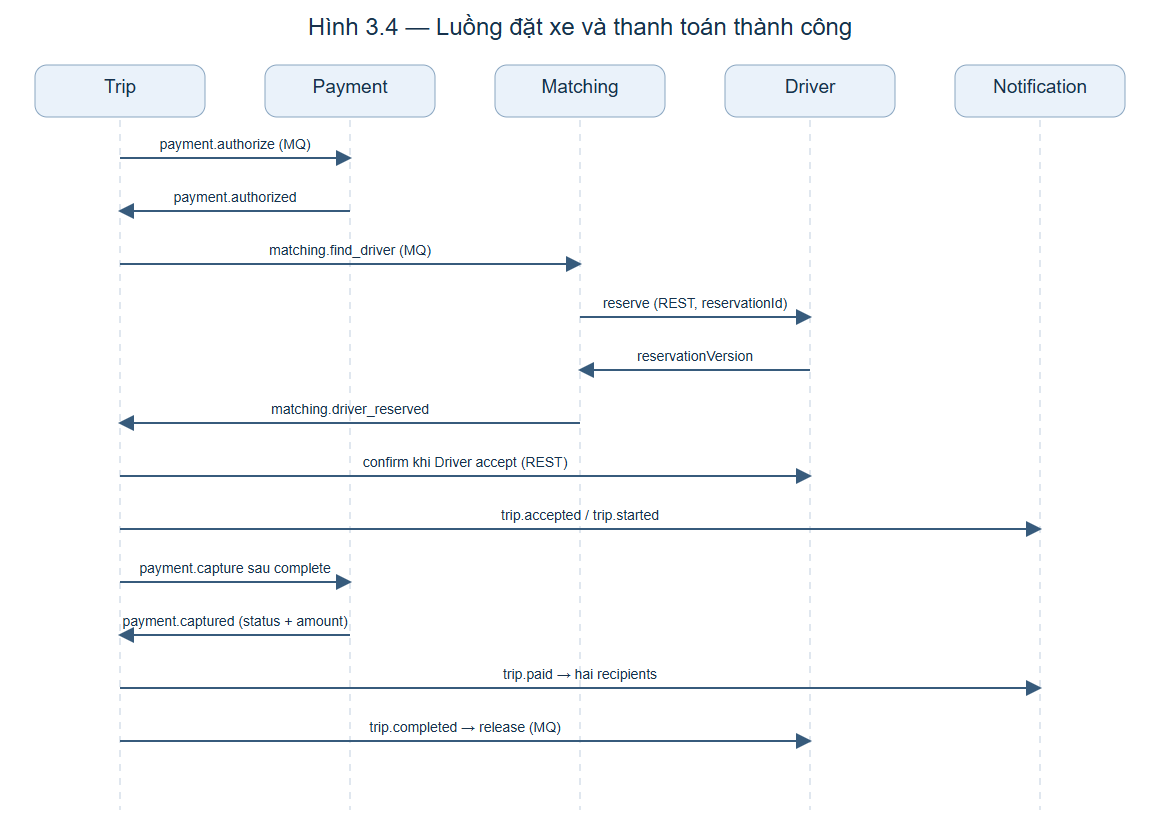 Hình 3.4 — Luồng đặt xe và thanh toán thành công
Trip
Payment
Matching
Driver
Notification
payment.authorize (MQ)
payment.authorized
matching.find_driver (MQ)
reserve (REST, reservationId)
reservationVersion
matching.driver_reserved
confirm khi Driver accept (REST)
trip.accepted / trip.started
payment.capture sau complete
payment.captured (status + amount)
trip.paid → hai recipients
trip.completed → release (MQ)